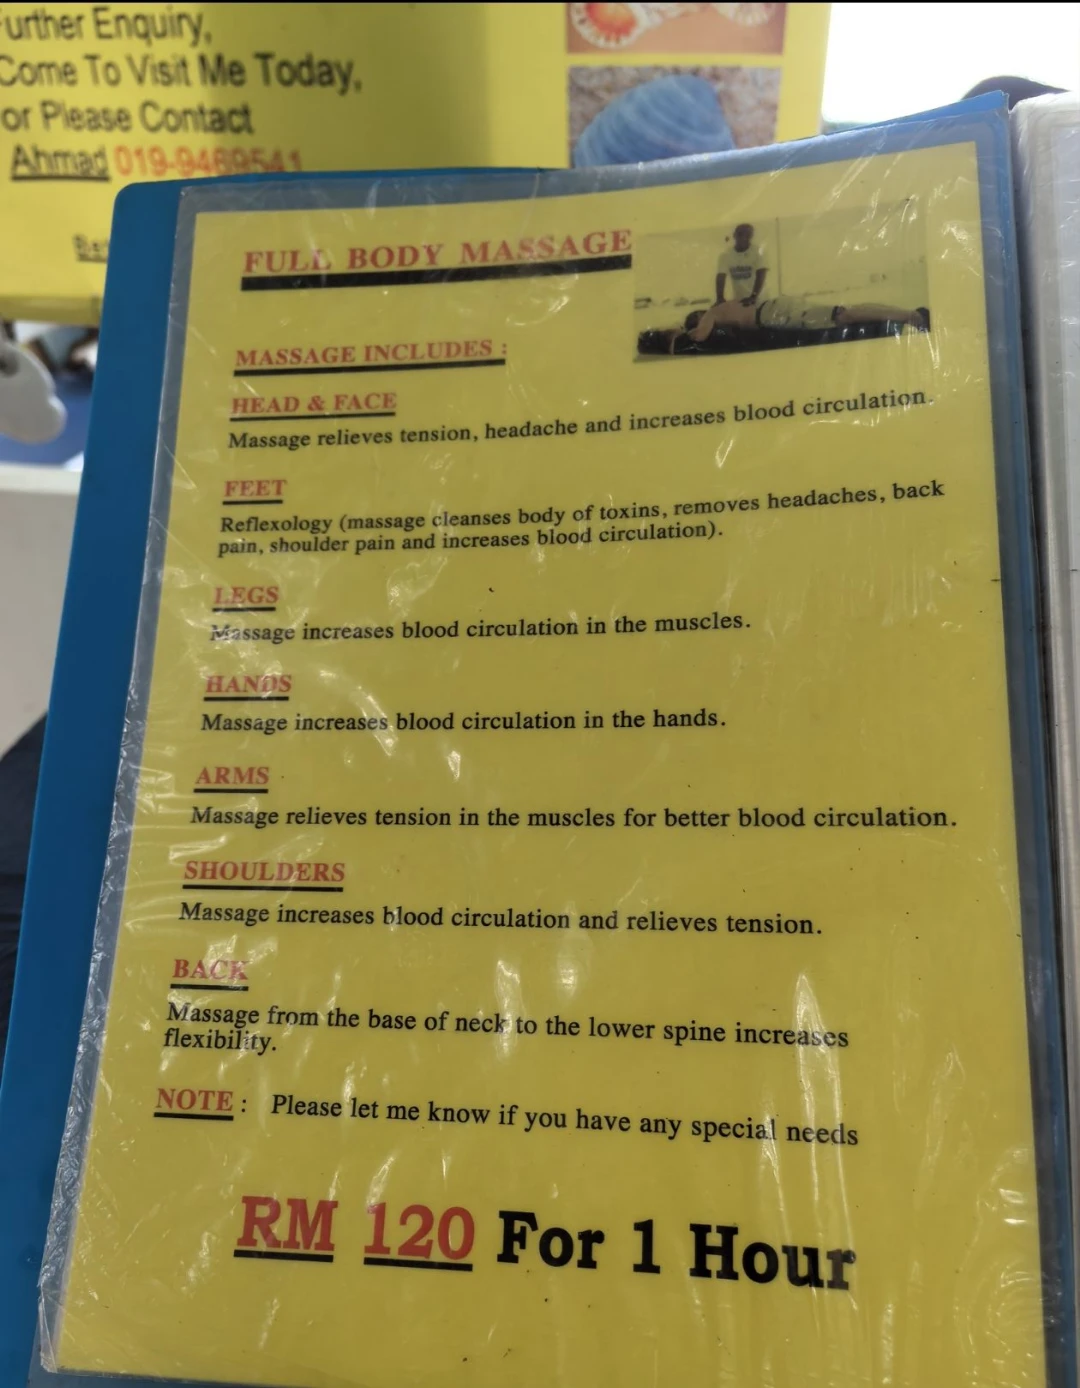 Further Enquiry,
Come To Visit Me Today,
or Please Contact
Ahmad 019-9469541
FULL BODY MASSAGE
MASSAGE INCLUDES :
HEAD & FACE
Massage relieves tension, headache and increases blood circulation.
FEET
Reflexology (massage cleanses body of toxins, removes headaches, back
pain, shoulder pain and increases blood circulation).
LEGS
Massage increases blood circulation in the muscles.
HANDS
Massage increases blood circulation in the hands.
ARMS
Massage relieves tension in the muscles for better blood circulation.
SHOULDERS
Massage increases blood circulation and relieves tension.
BACK
Massage from the base of neck to the lower spine increases
flexibility.
NOTE : Please let me know if you have any special needs
RM 120 For 1 Hour